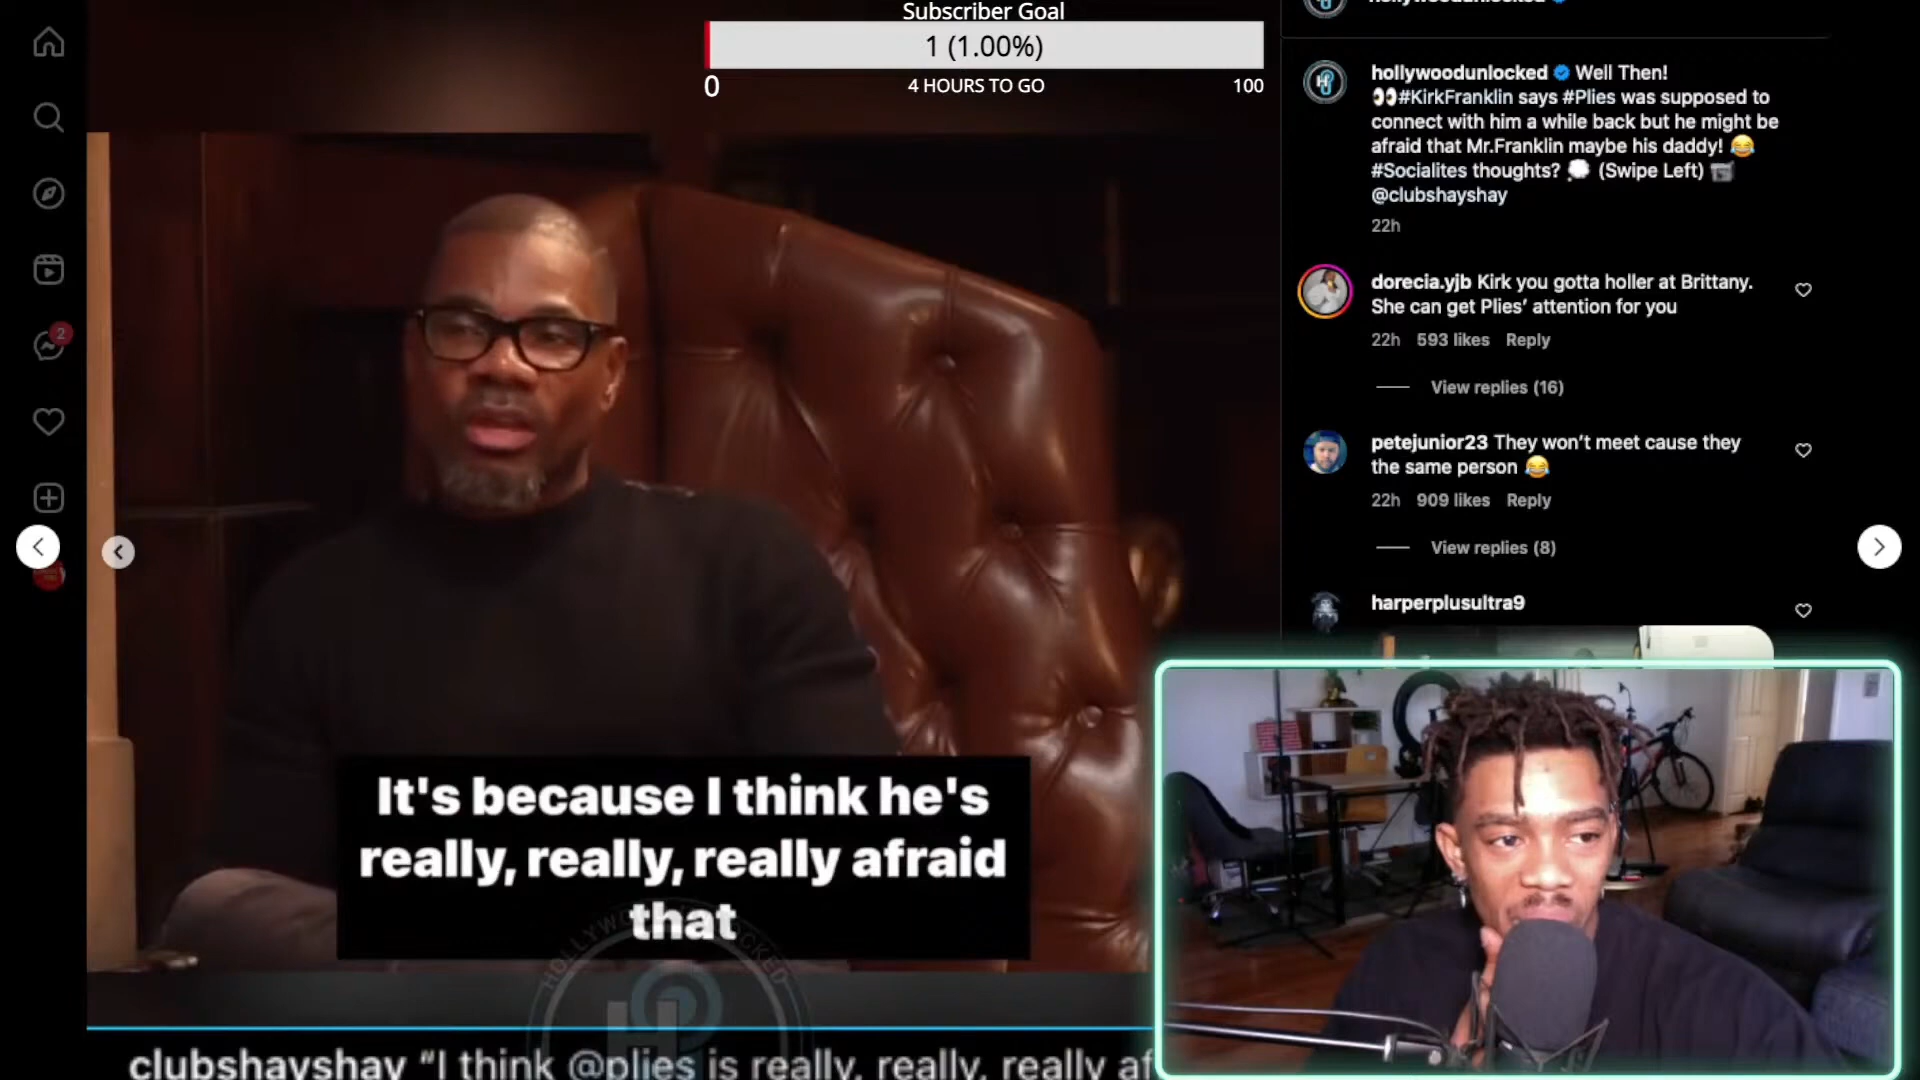 Subscriber Goal
1 (1.00%)
0
4 HOURS TO GO
100
hollywoodunlocked Well Then!
👀#KirkFranklin says #Plies was supposed to
connect with him a while back but he might be
afraid that Mr.Franklin maybe his daddy! 😂
#Socialites thoughts? 💭 (Swipe Left) 📹
@clubshayshay
22h
dorecia.yjb Kirk you gotta holler at Brittany.
She can get Plies’ attention for you
22h 593 likes Reply
View replies (16)
petejunior23 They won’t meet cause they
the same person 😂
22h 909 likes Reply
View replies (8)
harperplusultra9
2
It's because I think he's
really, really, really afraid
that
clubshayshay “I think @plies is really, really, really af